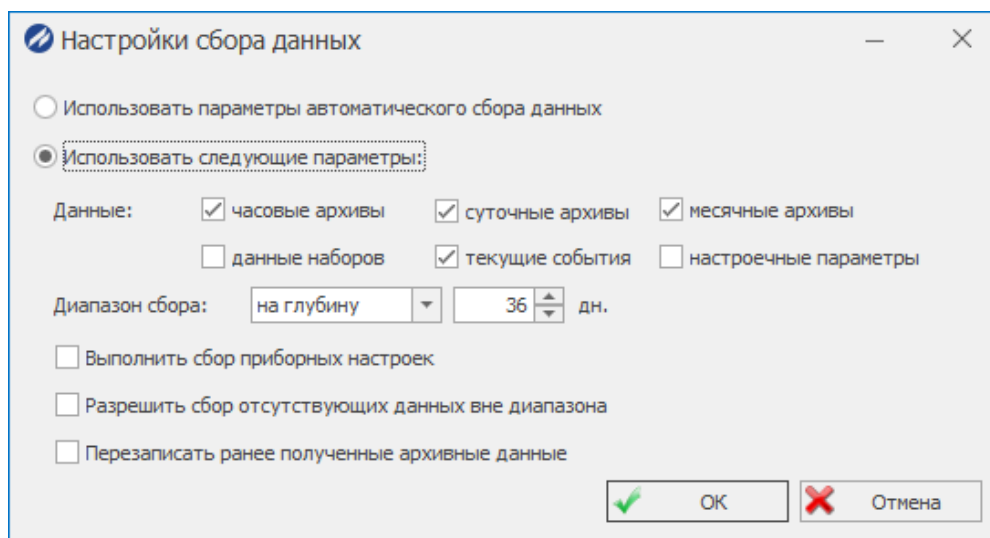 Настройки сбора данных
Использовать параметры автоматического сбора данных
Использовать следующие параметры:
Данные: часовые архивы суточные архивы месячные архивы
данные наборов текущие события настроечные параметры
Диапазон сбора: на глубину 36 дн.
Выполнить сбор приборных настроек
Разрешить сбор отсутствующих данных вне диапазона
Перезаписать ранее полученные архивные данные
OK Отмена